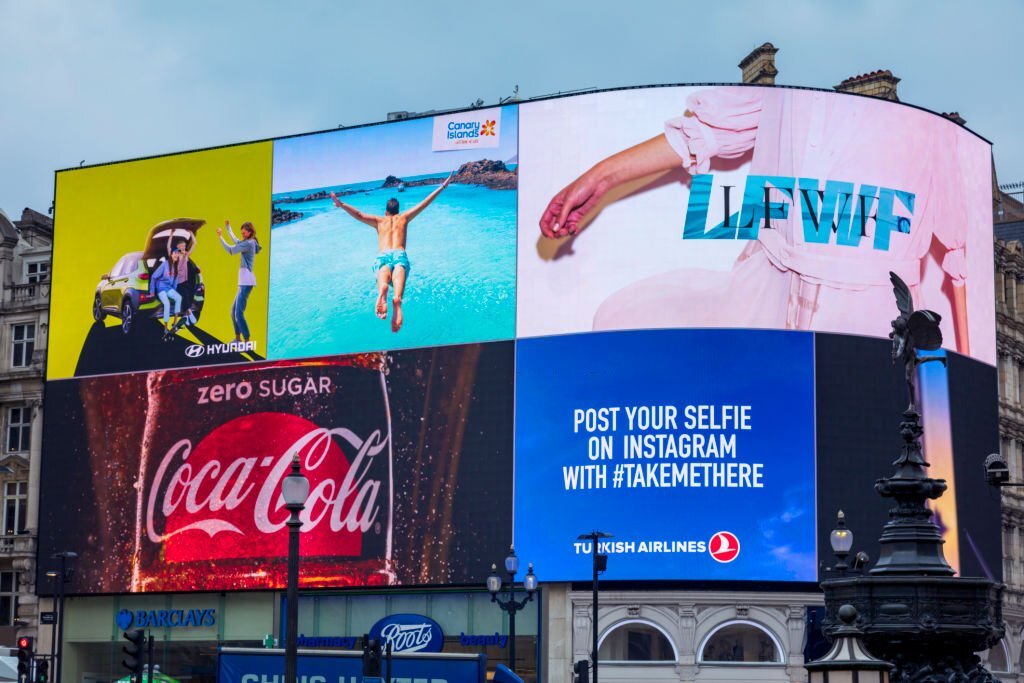 Canary
Islands
HYUNDAI
LFWF
zero SUGAR
Coca-Cola
POST YOUR SELFIE
ON INSTAGRAM
WITH #TAKEMETHERE
TURKISH AIRLINES
BARCLAYS
pharmacy
Boots
beauty